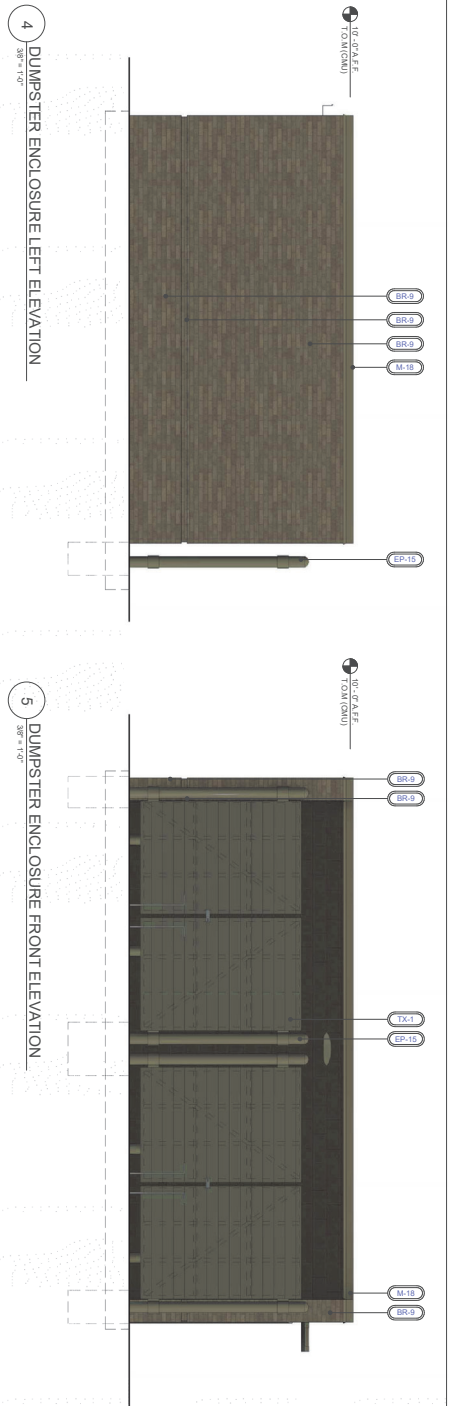 10' - 0" A.F.F.
T.O.M (CMU)
BR-9
BR-9
BR-9
M-18
EP-15
4
DUMPSTER ENCLOSURE LEFT ELEVATION
3/8" = 1'-0"
10' - 0" A.F.F.
T.O.M (CMU)
BR-9
BR-9
TX-1
EP-15
M-18
BR-9
5
DUMPSTER ENCLOSURE FRONT ELEVATION
3/8" = 1'-0"